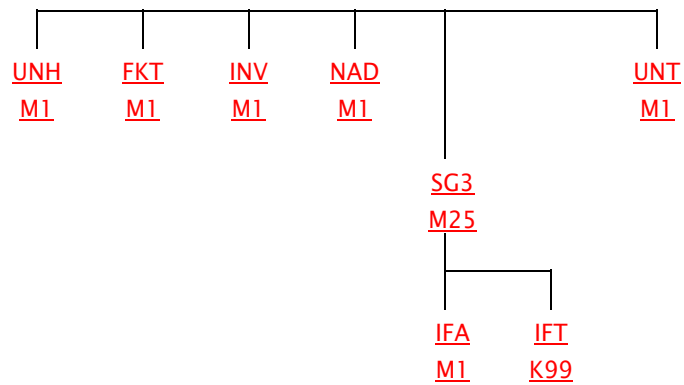 UNH FKT INV NAD UNT
M1 M1 M1 M1 M1
SG3
M25
IFA IFT
M1 K99